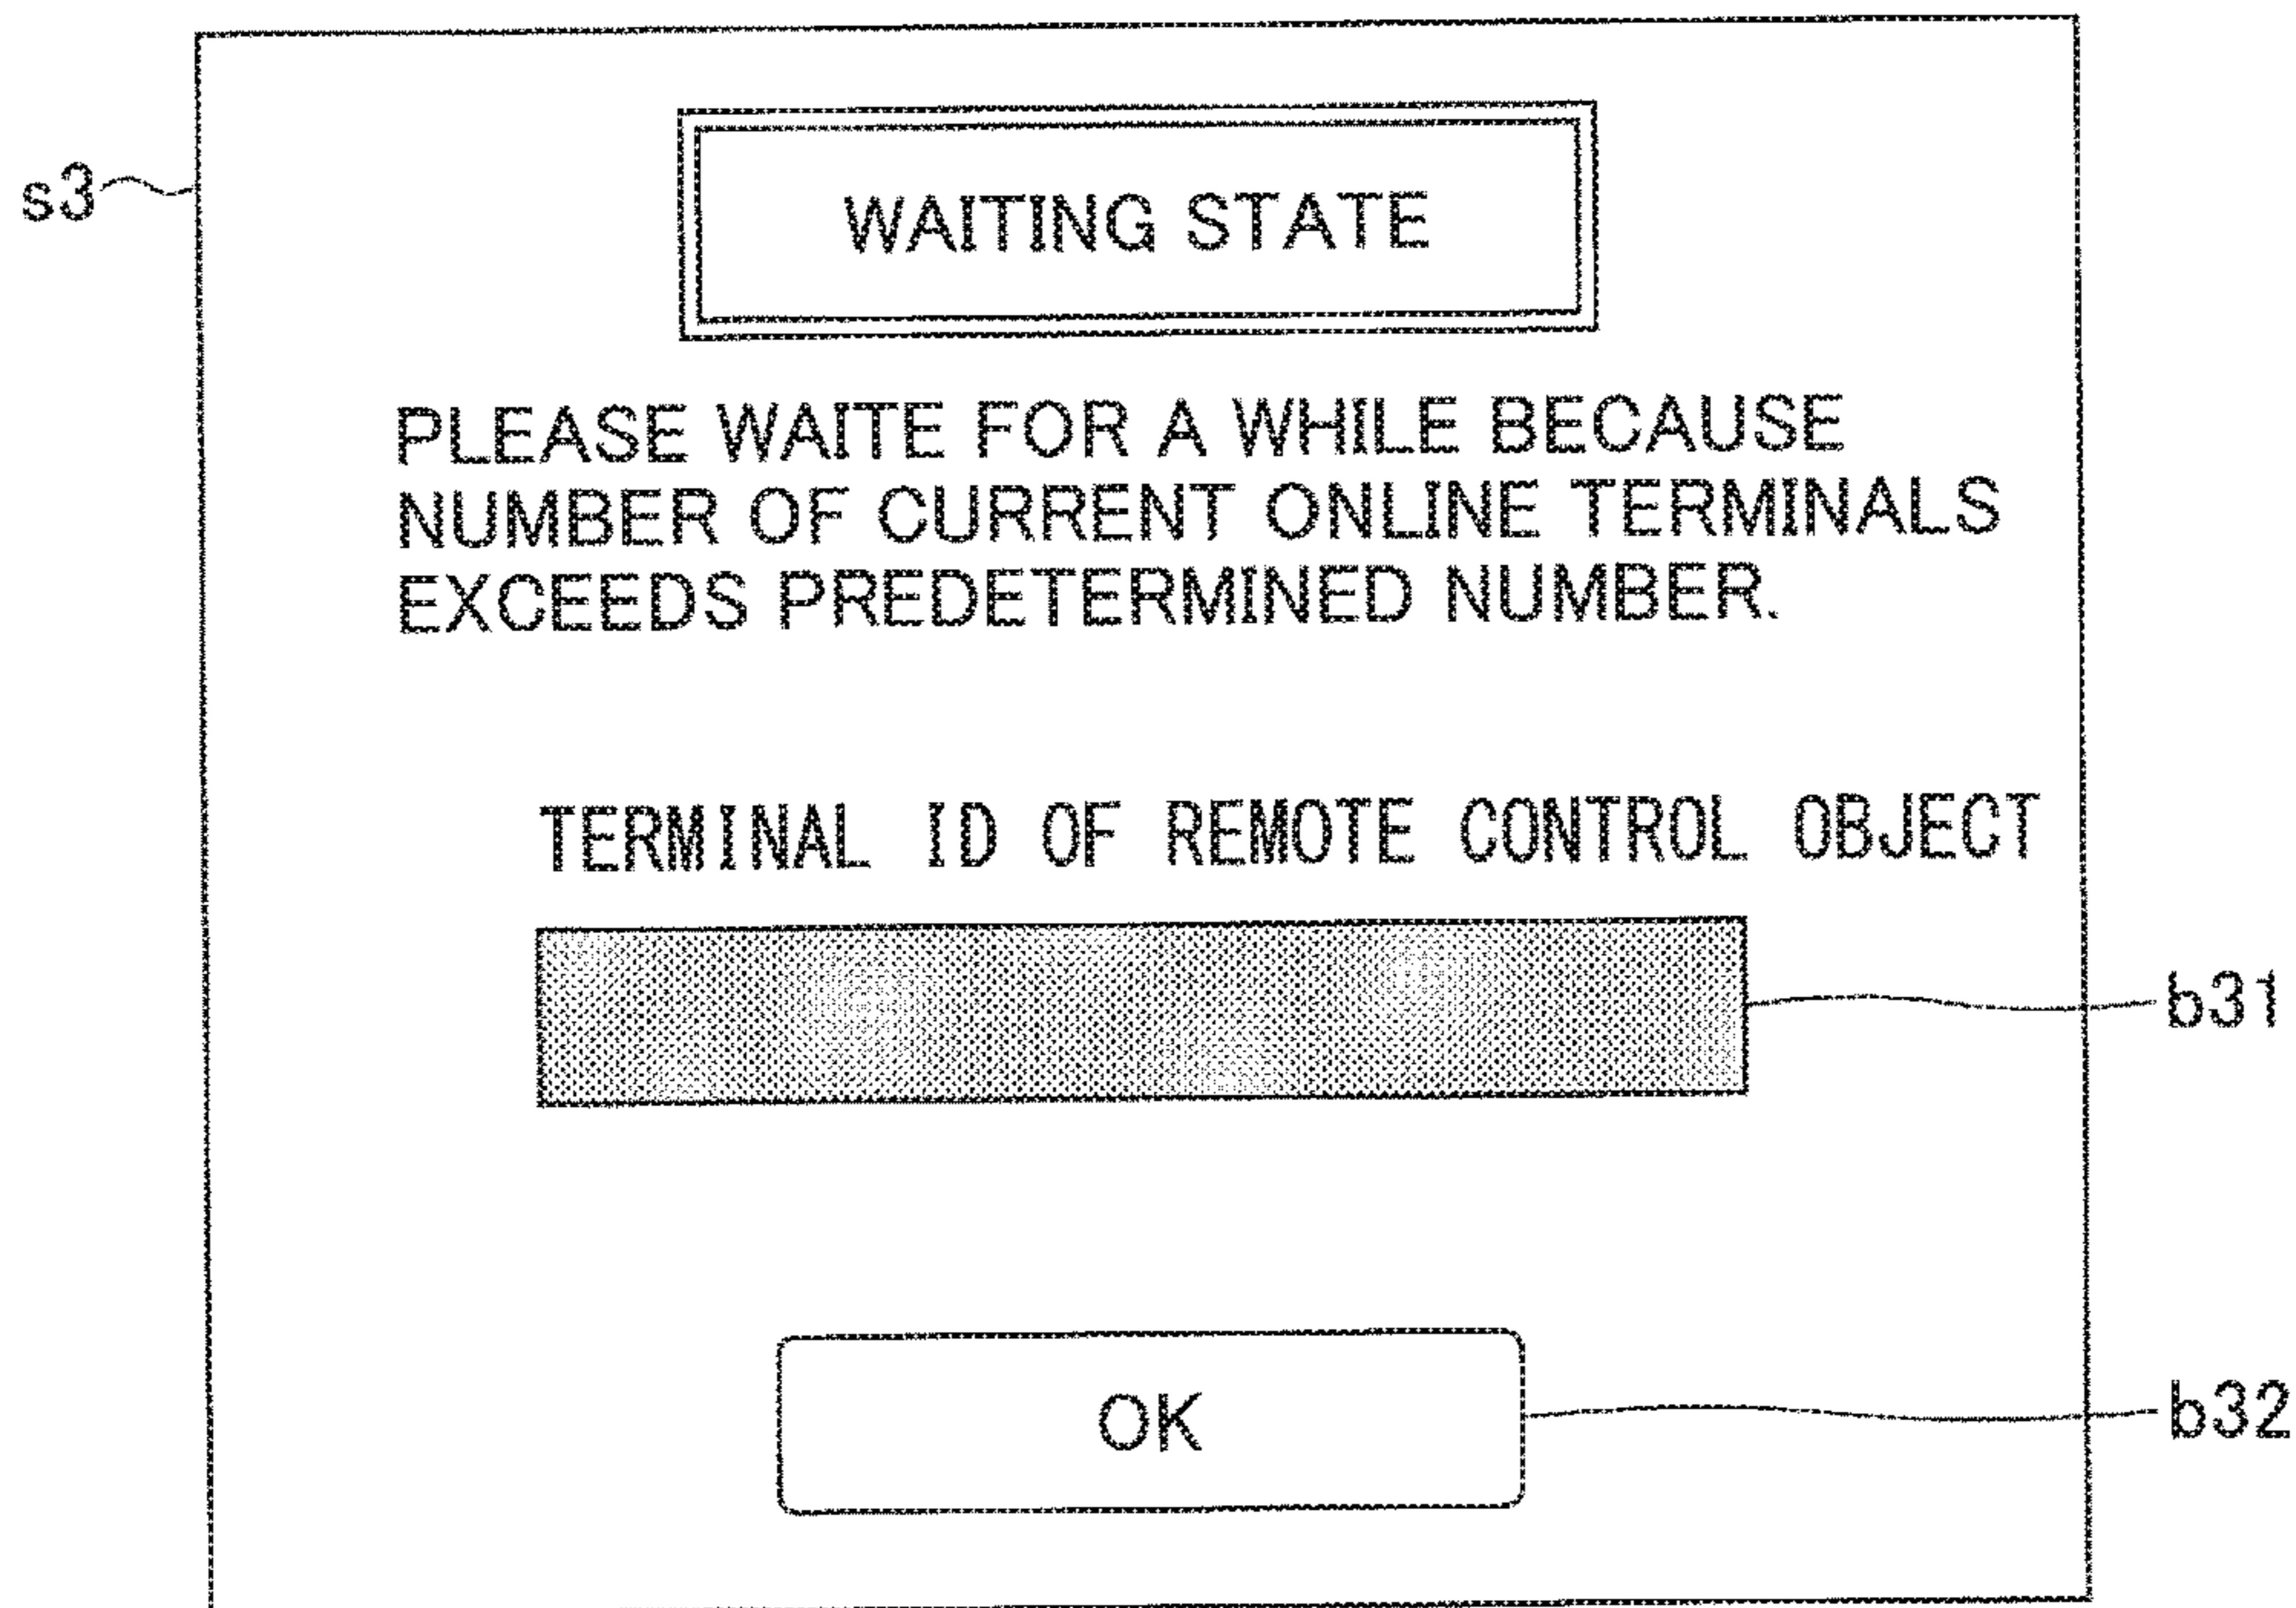 s3
WAITING STATE
PLEASE WAITE FOR A WHILE BECAUSE
NUMBER OF CURRENT ONLINE TERMINALS
EXCEEDS PREDETERMINED NUMBER.
TERMINAL ID OF REMOTE CONTROL OBJECT
b31
OK
b32